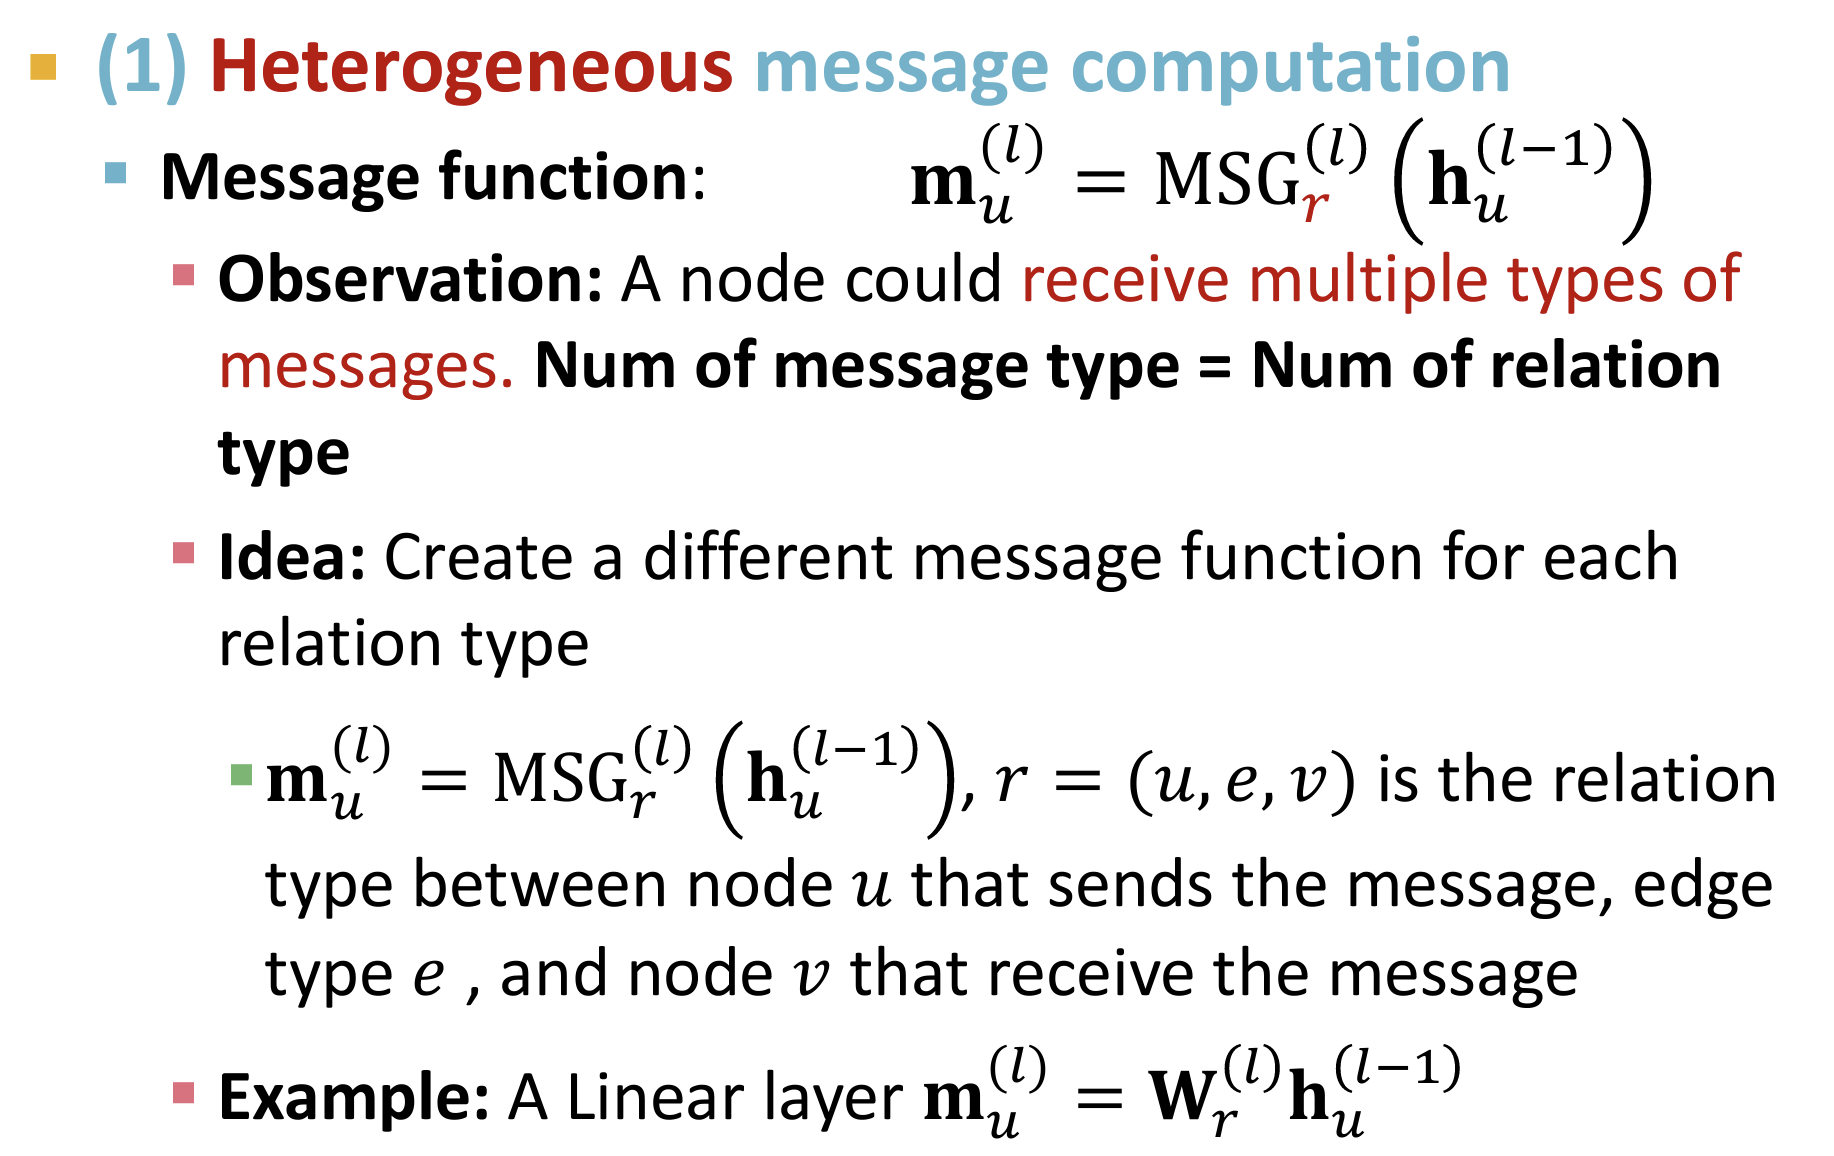 (1) Heterogeneous message computation
Message function: $\mathbf{m}_u^{(l)} = \mathrm{MSG}_r^{(l)}\left(\mathbf{h}_u^{(l-1)}\right)$
Observation: A node could receive multiple types of
messages. Num of message type = Num of relation
type
Idea: Create a different message function for each
relation type
$\mathbf{m}_u^{(l)} = \mathrm{MSG}_r^{(l)}\left(\mathbf{h}_u^{(l-1)}\right)$, $r = (u, e, v)$ is the relation
type between node $u$ that sends the message, edge
type $e$ , and node $v$ that receive the message
Example: A Linear layer $\mathbf{m}_u^{(l)} = \mathbf{W}_r^{(l)}\mathbf{h}_u^{(l-1)}$